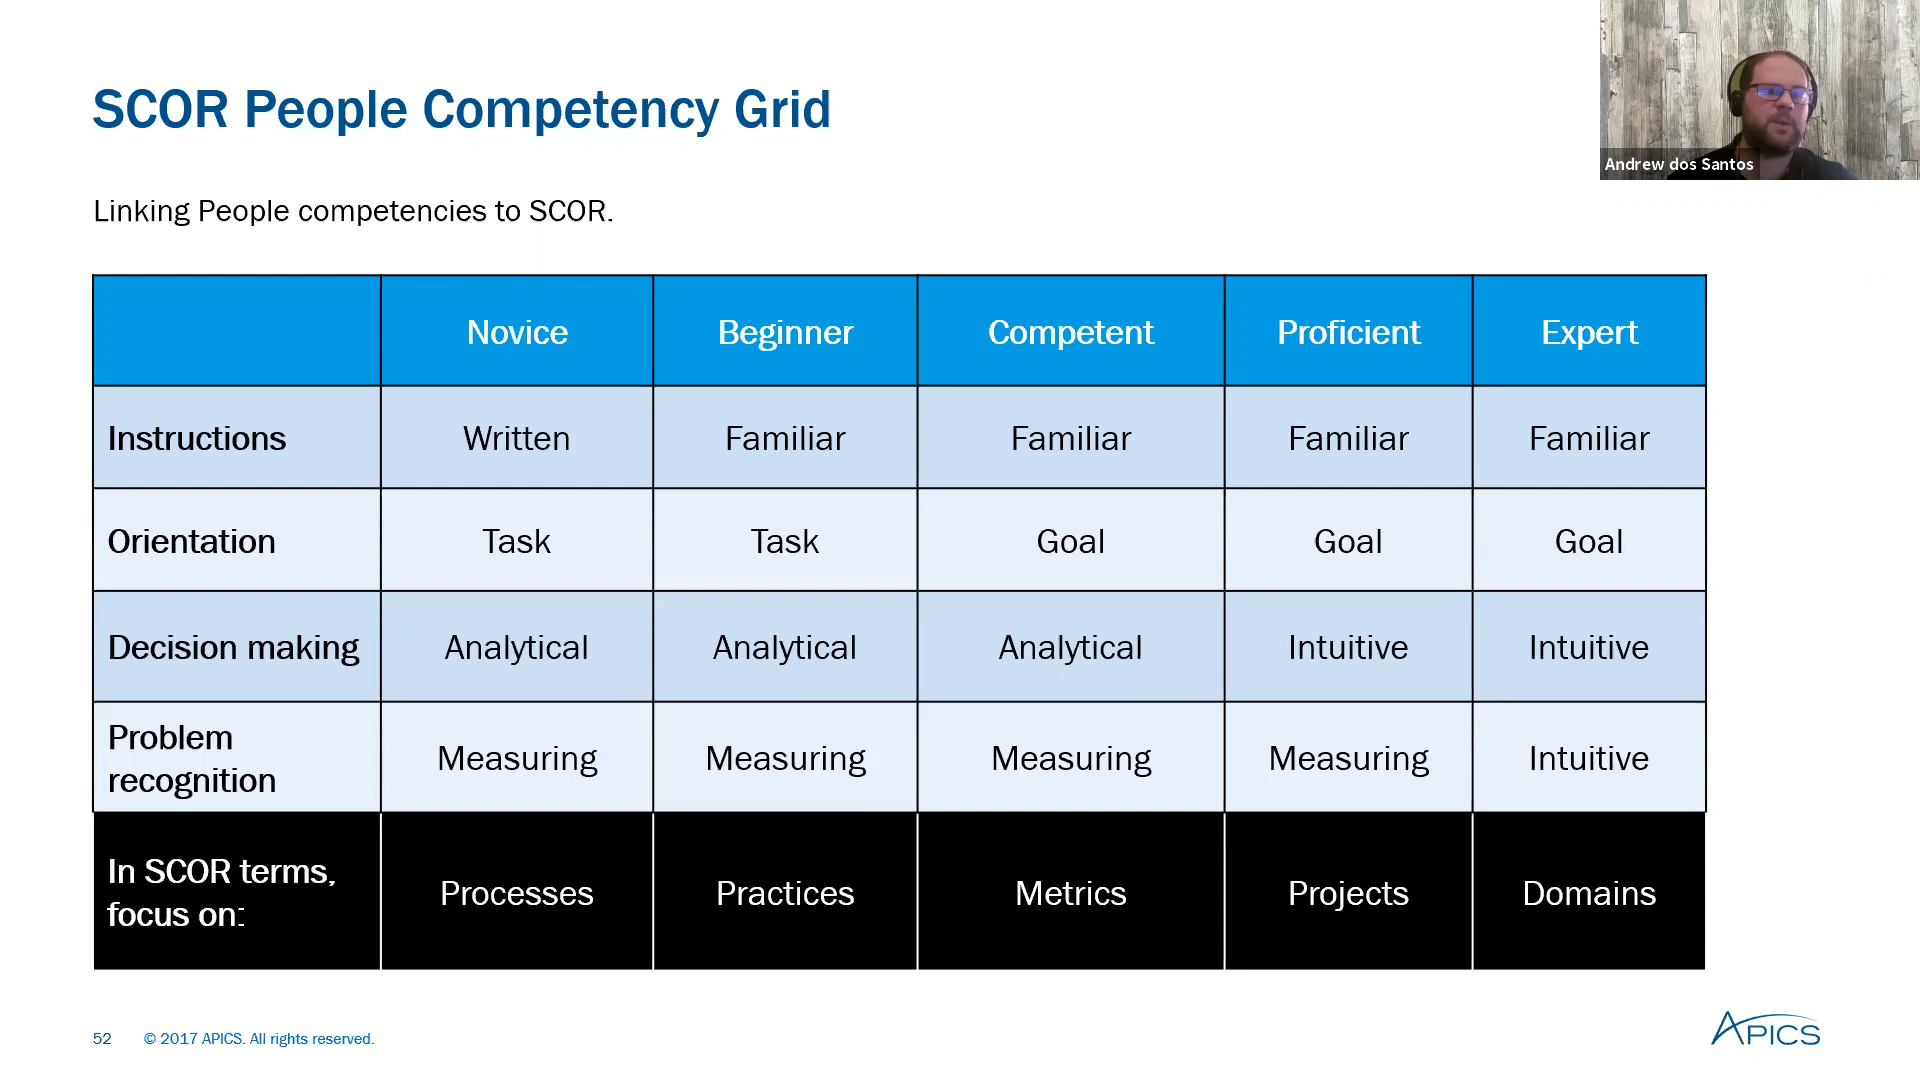 SCOR People Competency Grid
Andrew dos Santos
Linking People competencies to SCOR.
Novice Beginner Competent Proficient Expert
Instructions Written Familiar Familiar Familiar Familiar
Orientation Task Task Goal Goal Goal
Decision making Analytical Analytical Analytical Intuitive Intuitive
Problem
recognition Measuring Measuring Measuring Measuring Intuitive
In SCOR terms,
focus on: Processes Practices Metrics Projects Domains
52 © 2017 APICS. All rights reserved.
APICS